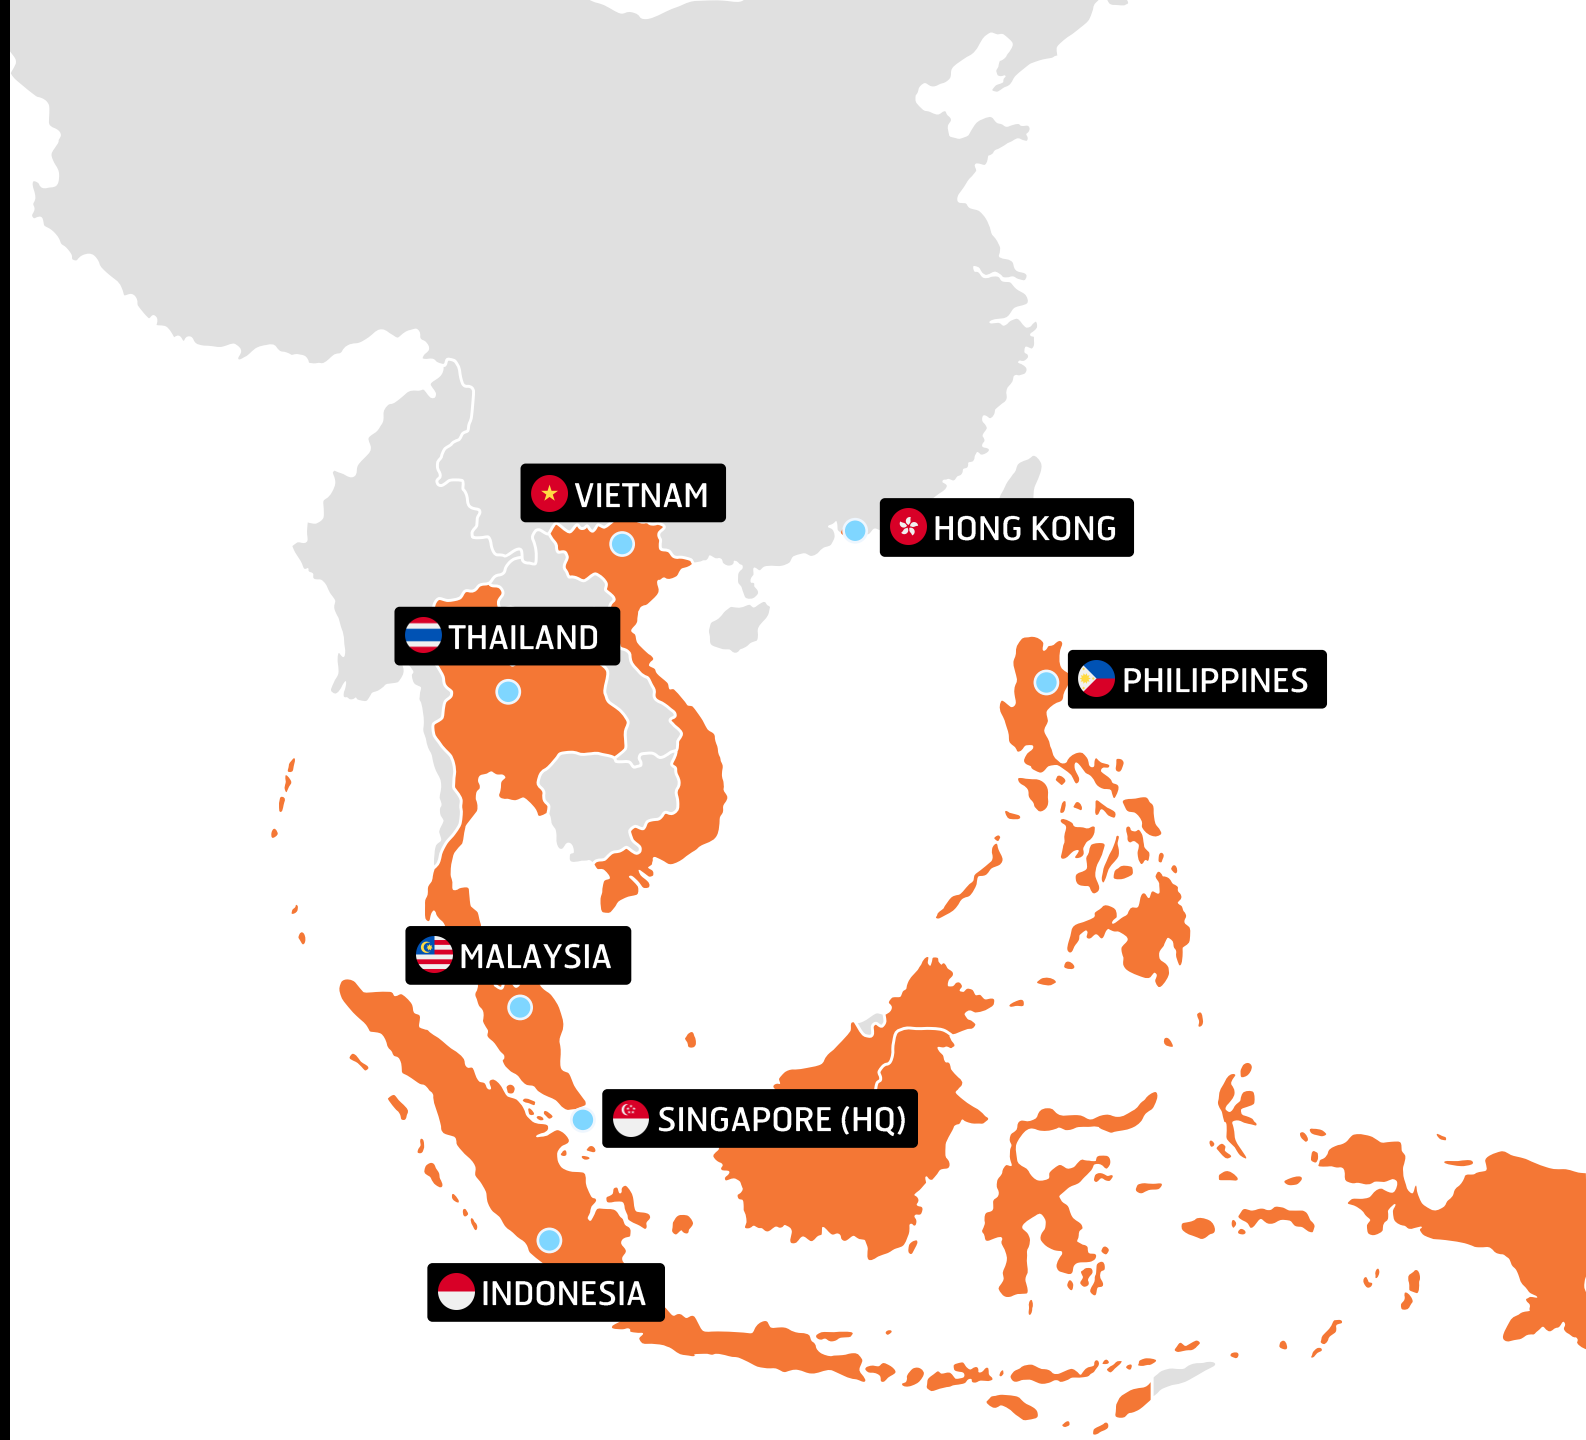 VIETNAM
HONG KONG
THAILAND
PHILIPPINES
MALAYSIA
SINGAPORE (HQ)
INDONESIA